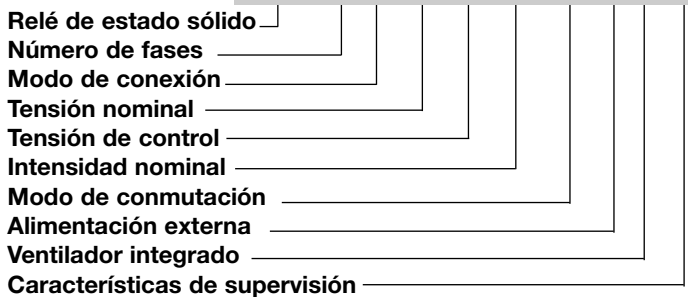 Relé de estado sólido
Número de fases
Modo de conexión
Tensión nominal
Tensión de control
Intensidad nominal
Modo de conmutación
Alimentación externa
Ventilador integrado
Características de supervisión